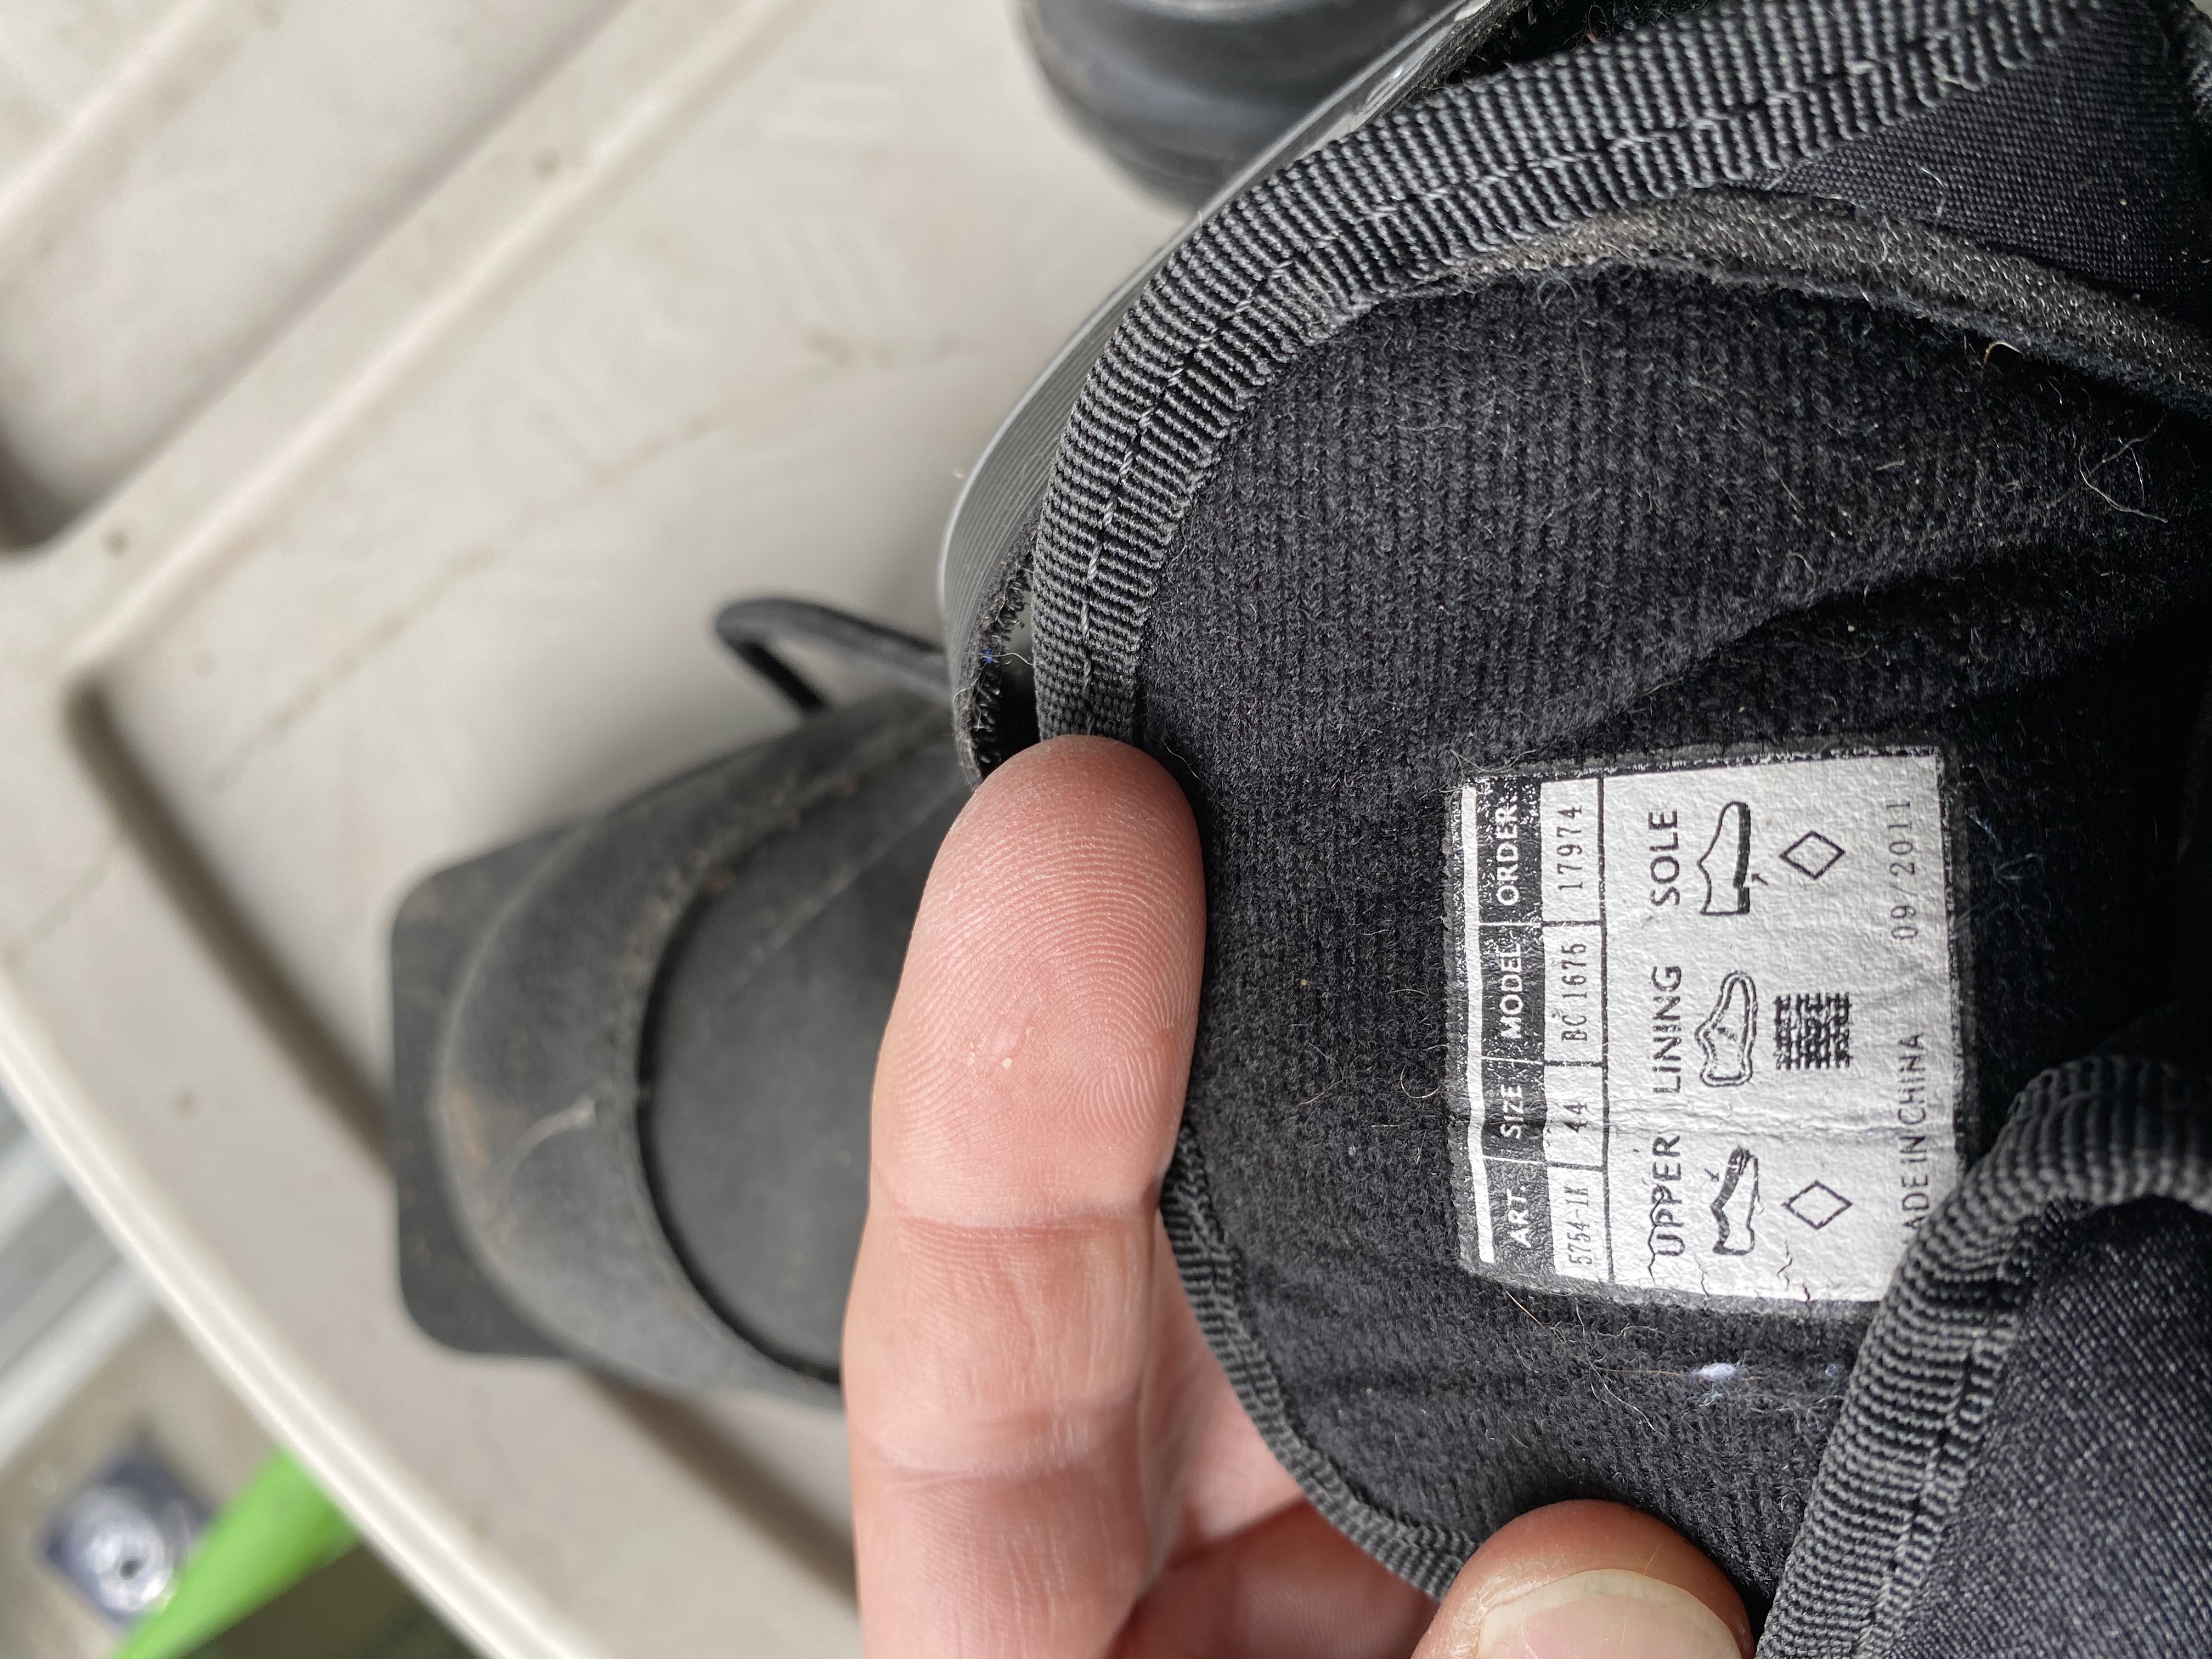 ART. SIZE MODEL ORDER
5754-1K 44 BC 1675 17974
UPPER LINING SOLE
ADE IN CHINA 09/2011